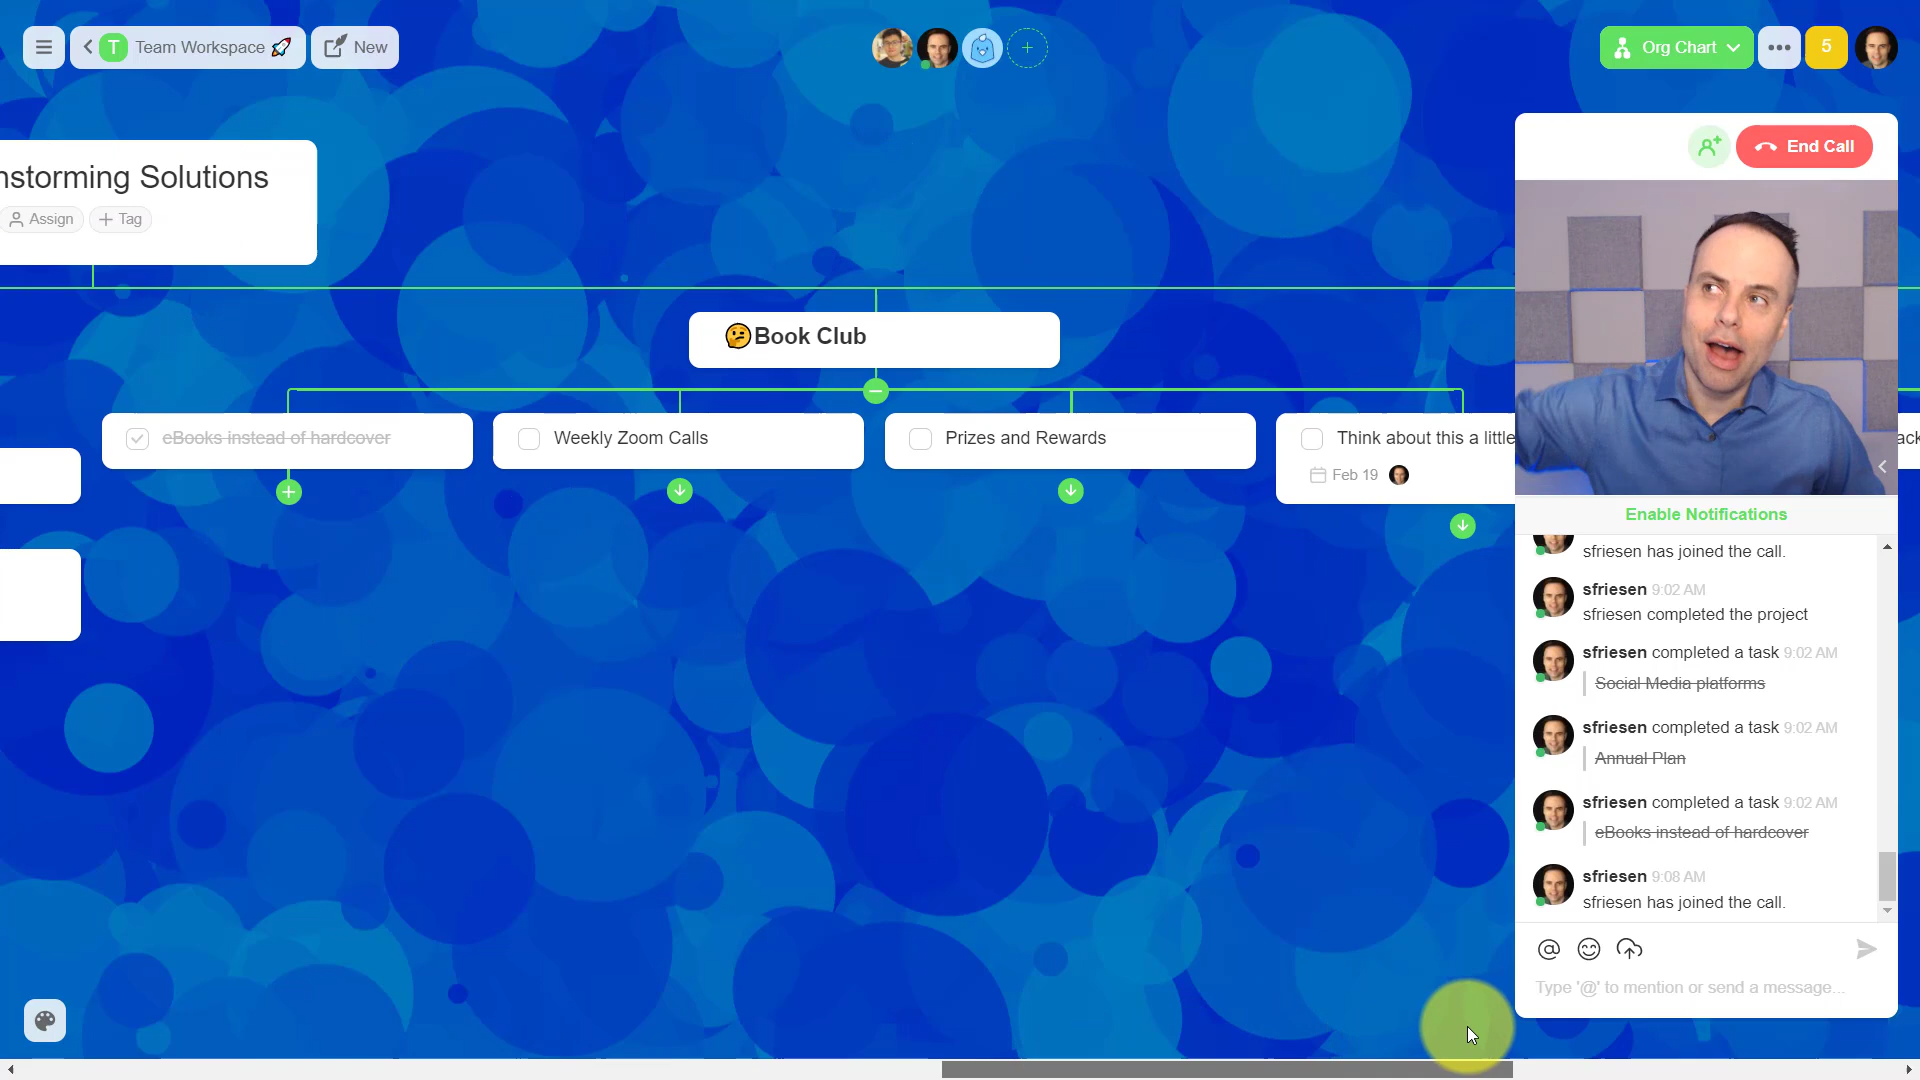 T Team Workspace 🚀
New
Org Chart
5
nstorming Solutions
Assign
Tag
End Call
🤔Book Club
eBooks instead of hardcover
Weekly Zoom Calls
Prizes and Rewards
Think about this a little
Feb 19
ack
Enable Notifications
sfriesen has joined the call.
sfriesen 9:02 AM
sfriesen completed the project
sfriesen completed a task 9:02 AM
Social Media platforms
sfriesen completed a task 9:02 AM
Annual Plan
sfriesen completed a task 9:02 AM
eBooks instead of hardcover
sfriesen 9:08 AM
sfriesen has joined the call.
Type '@' to mention or send a message...